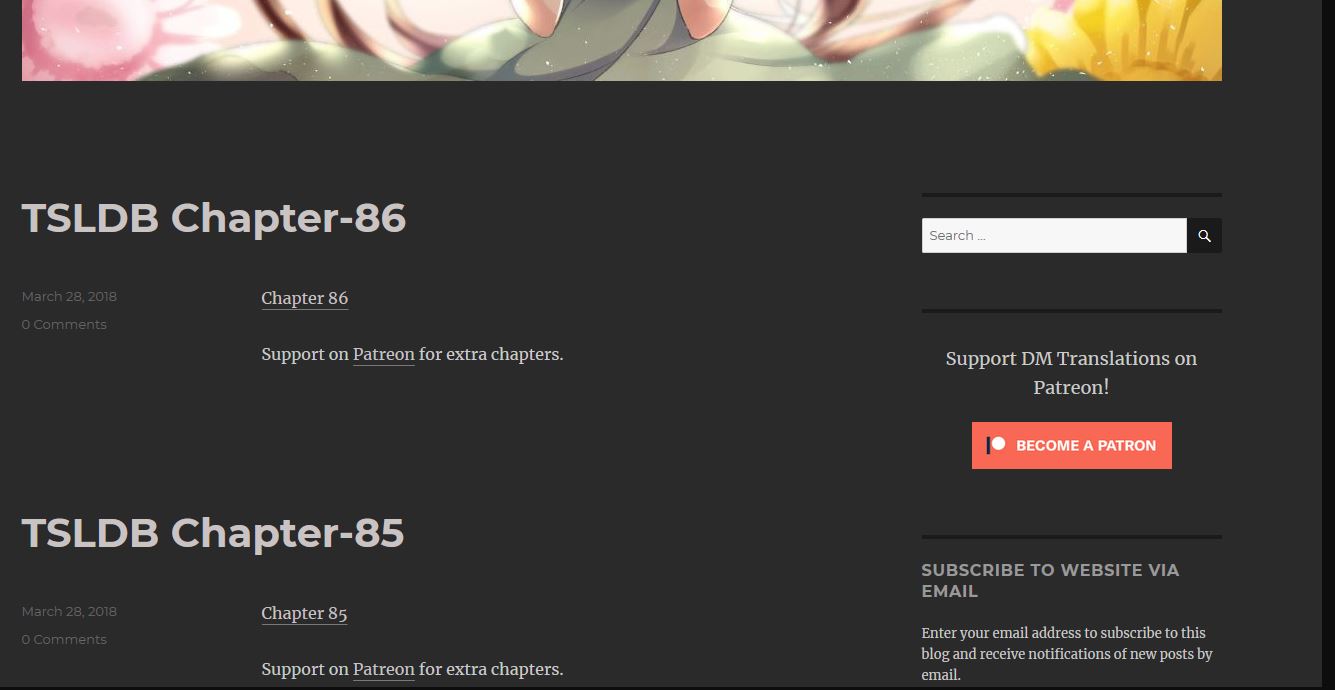 TSLDB Chapter-86
March 28, 2018
0 Comments
Chapter 86
Support on Patreon for extra chapters.
TSLDB Chapter-85
March 28, 2018
0 Comments
Chapter 85
Support on Patreon for extra chapters.
Search ...
Support DM Translations on
Patreon!
BECOME A PATRON
SUBSCRIBE TO WEBSITE VIA
EMAIL
Enter your email address to subscribe to this
blog and receive notifications of new posts by
email.